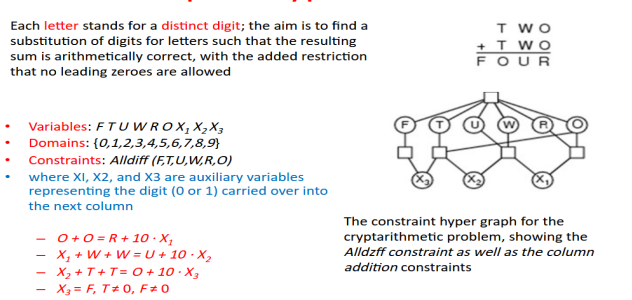 Each letter stands for a distinct digit; the aim is to find a
substitution of digits for letters such that the resulting
sum is arithmetically correct, with the added restriction
that no leading zeroes are allowed
T W O
+ T W O
F O U R
• Variables: F T U W R O X₁ X₂ X₃
• Domains: {0,1,2,3,4,5,6,7,8,9}
• Constraints: Alldiff (F,T,U,W,R,O)
• where XI, X2, and X3 are auxiliary variables
representing the digit (0 or 1) carried over into
the next column
– O + O = R + 10 · X₁
– X₁ + W + W = U + 10 · X₂
– X₂ + T + T = O + 10 · X₃
– X₃ = F, T ≠ 0, F ≠ 0
F T U W R O
X₃ X₂ X₁
The constraint hyper graph for the
cryptarithmetic problem, showing the
Alldzff constraint as well as the column
addition constraints